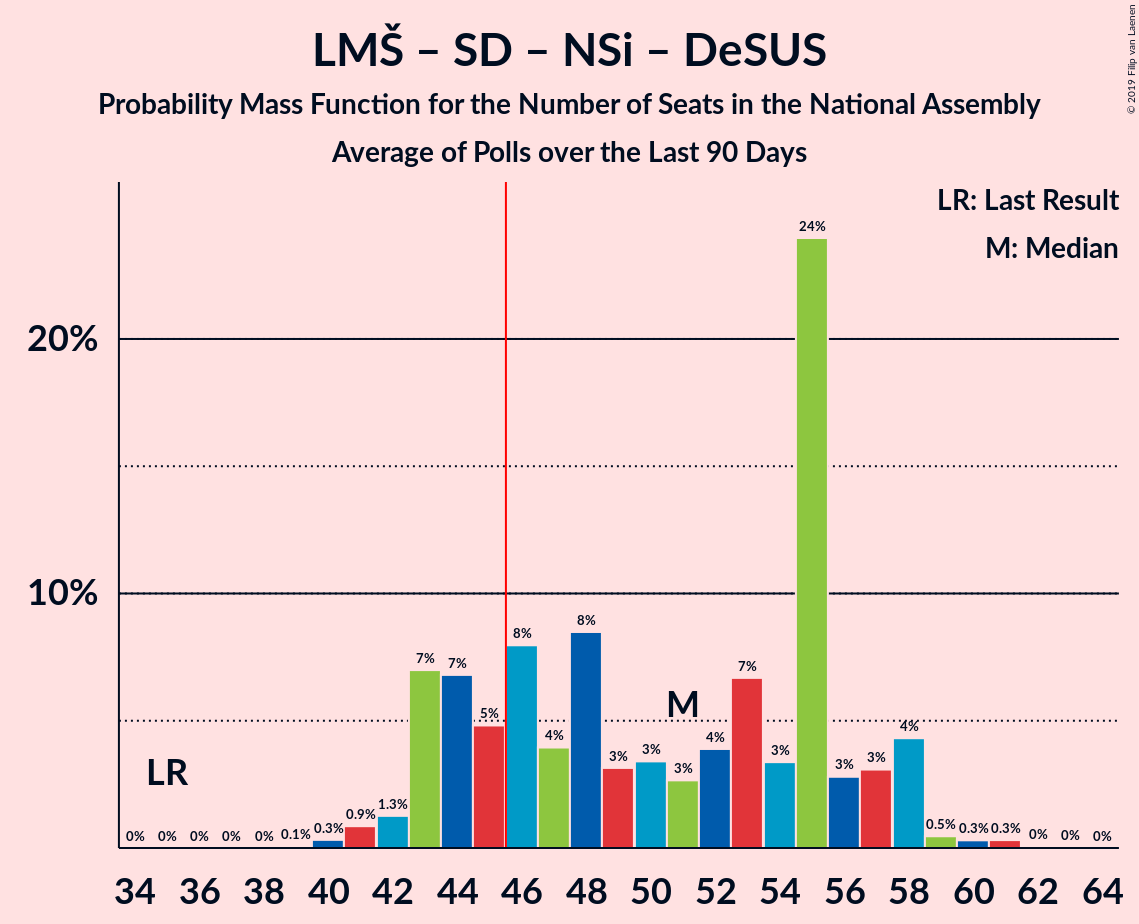 LMŠ – SD – NSi – DeSUS
Probability Mass Function for the Number of Seats in the National Assembly
Average of Polls over the Last 90 Days
© 2019 Filip van Laenen
LR: Last Result
M: Median
20%
10%
LR
M
0% 0% 0% 0% 0% 0.1% 0.3% 0.9% 1.3% 7% 7% 5% 8% 4% 8% 3% 3% 3% 4% 7% 3% 24% 3% 3% 4% 0.5% 0.3% 0.3% 0% 0% 0%
34 36 38 40 42 44 46 48 50 52 54 56 58 60 62 64